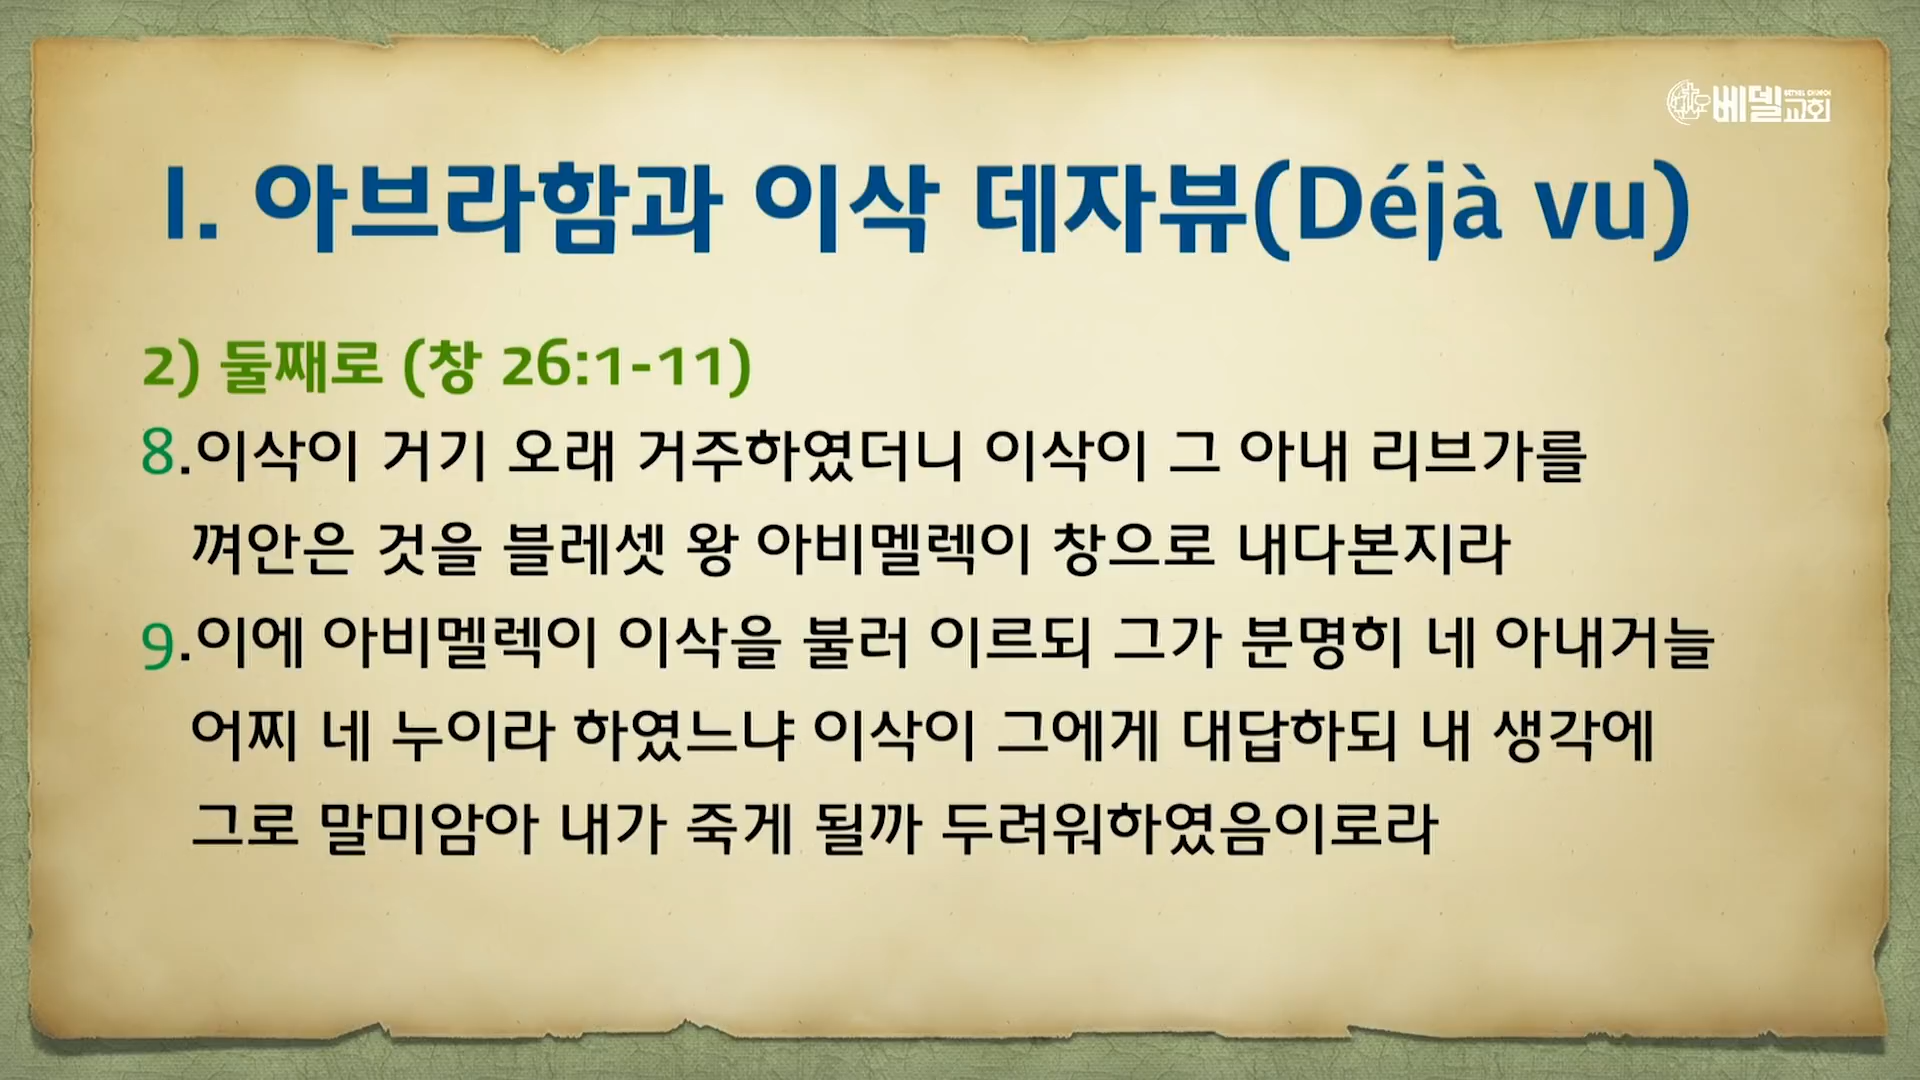 베델교회
BETHEL CHURCH
I. 아브라함과 이삭 데자뷰(Déjà vu)
2) 둘째로 (창 26:1-11)
8.이삭이 거기 오래 거주하였더니 이삭이 그 아내 리브가를
껴안은 것을 블레셋 왕 아비멜렉이 창으로 내다본지라
9.이에 아비멜렉이 이삭을 불러 이르되 그가 분명히 네 아내거늘
어찌 네 누이라 하였느냐 이삭이 그에게 대답하되 내 생각에
그로 말미암아 내가 죽게 될까 두려워하였음이로라